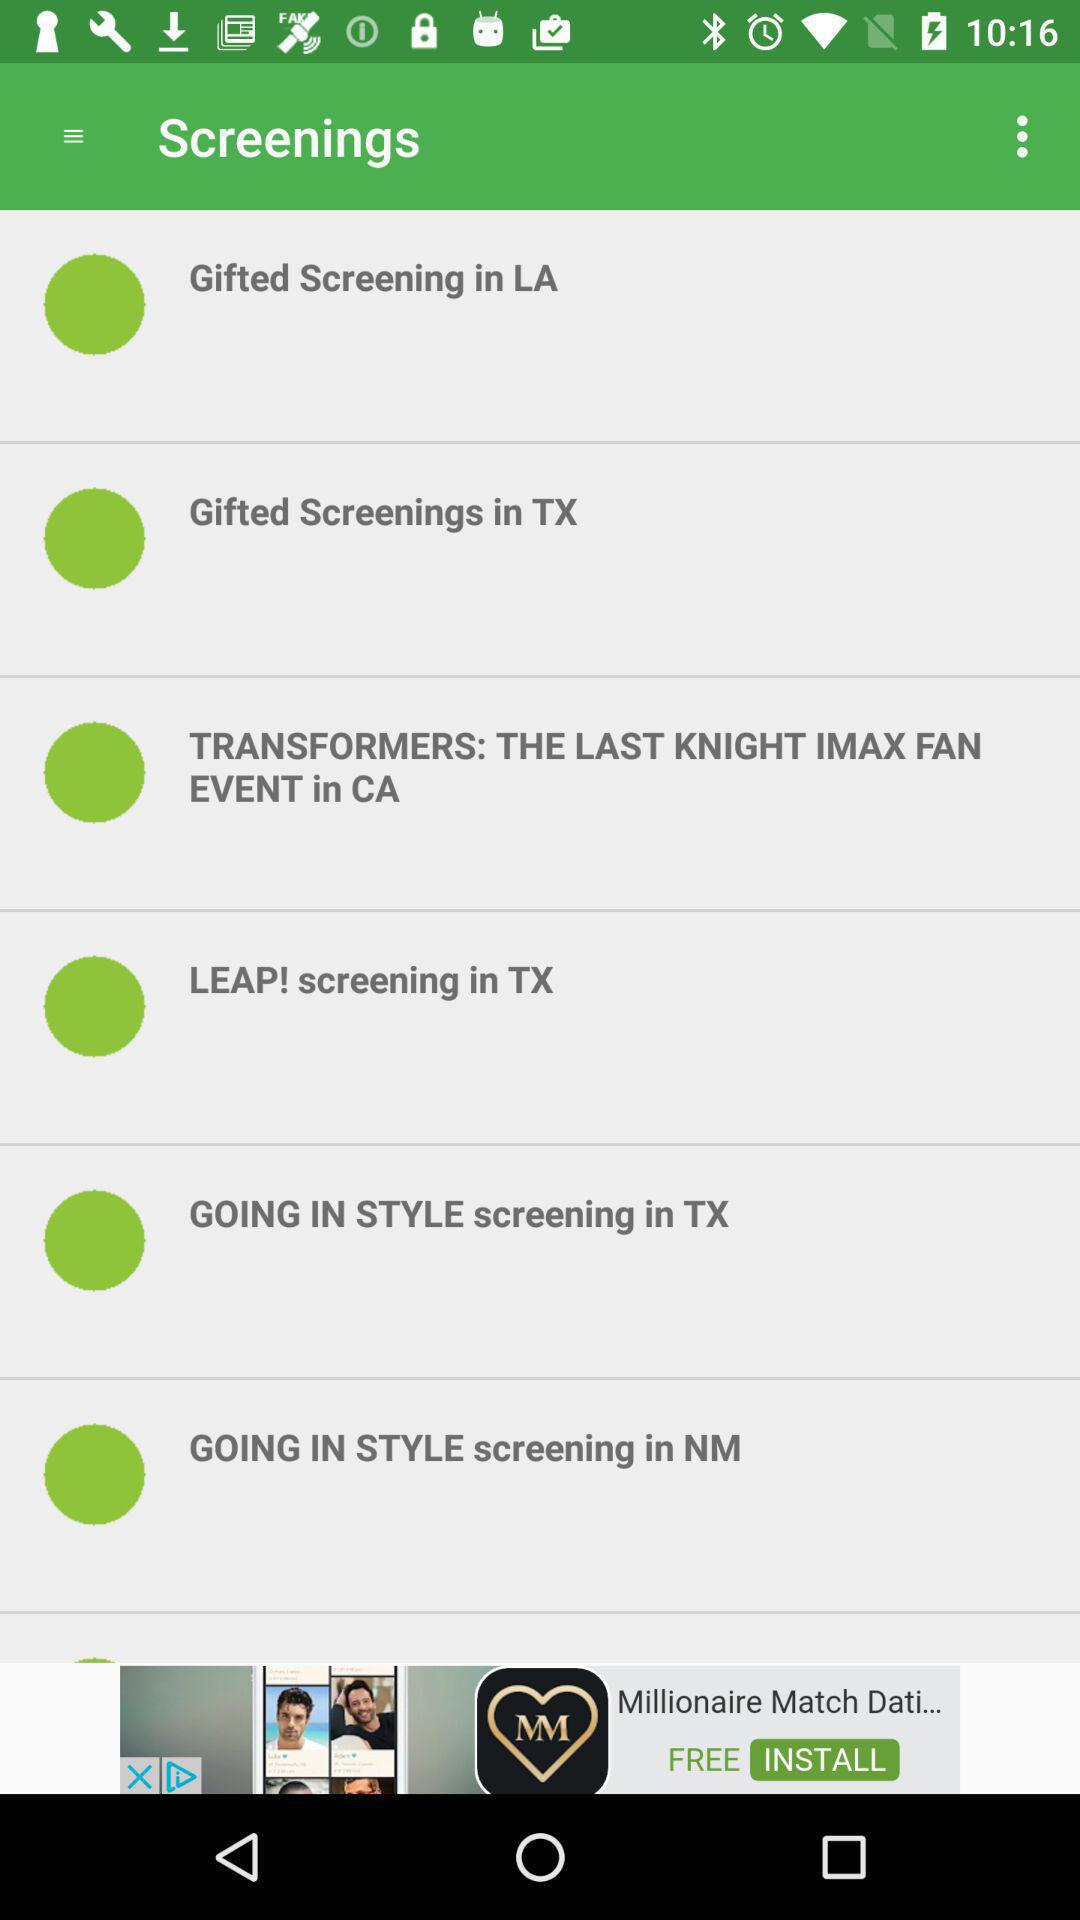 FAKE
10:16
Screenings
Gifted Screening in LA
Gifted Screenings in TX
TRANSFORMERS: THE LAST KNIGHT IMAX FAN
EVENT in CA
LEAP! screening in TX
GOING IN STYLE screening in TX
GOING IN STYLE screening in NM
MM
Millionaire Match Dati...
FREE INSTALL